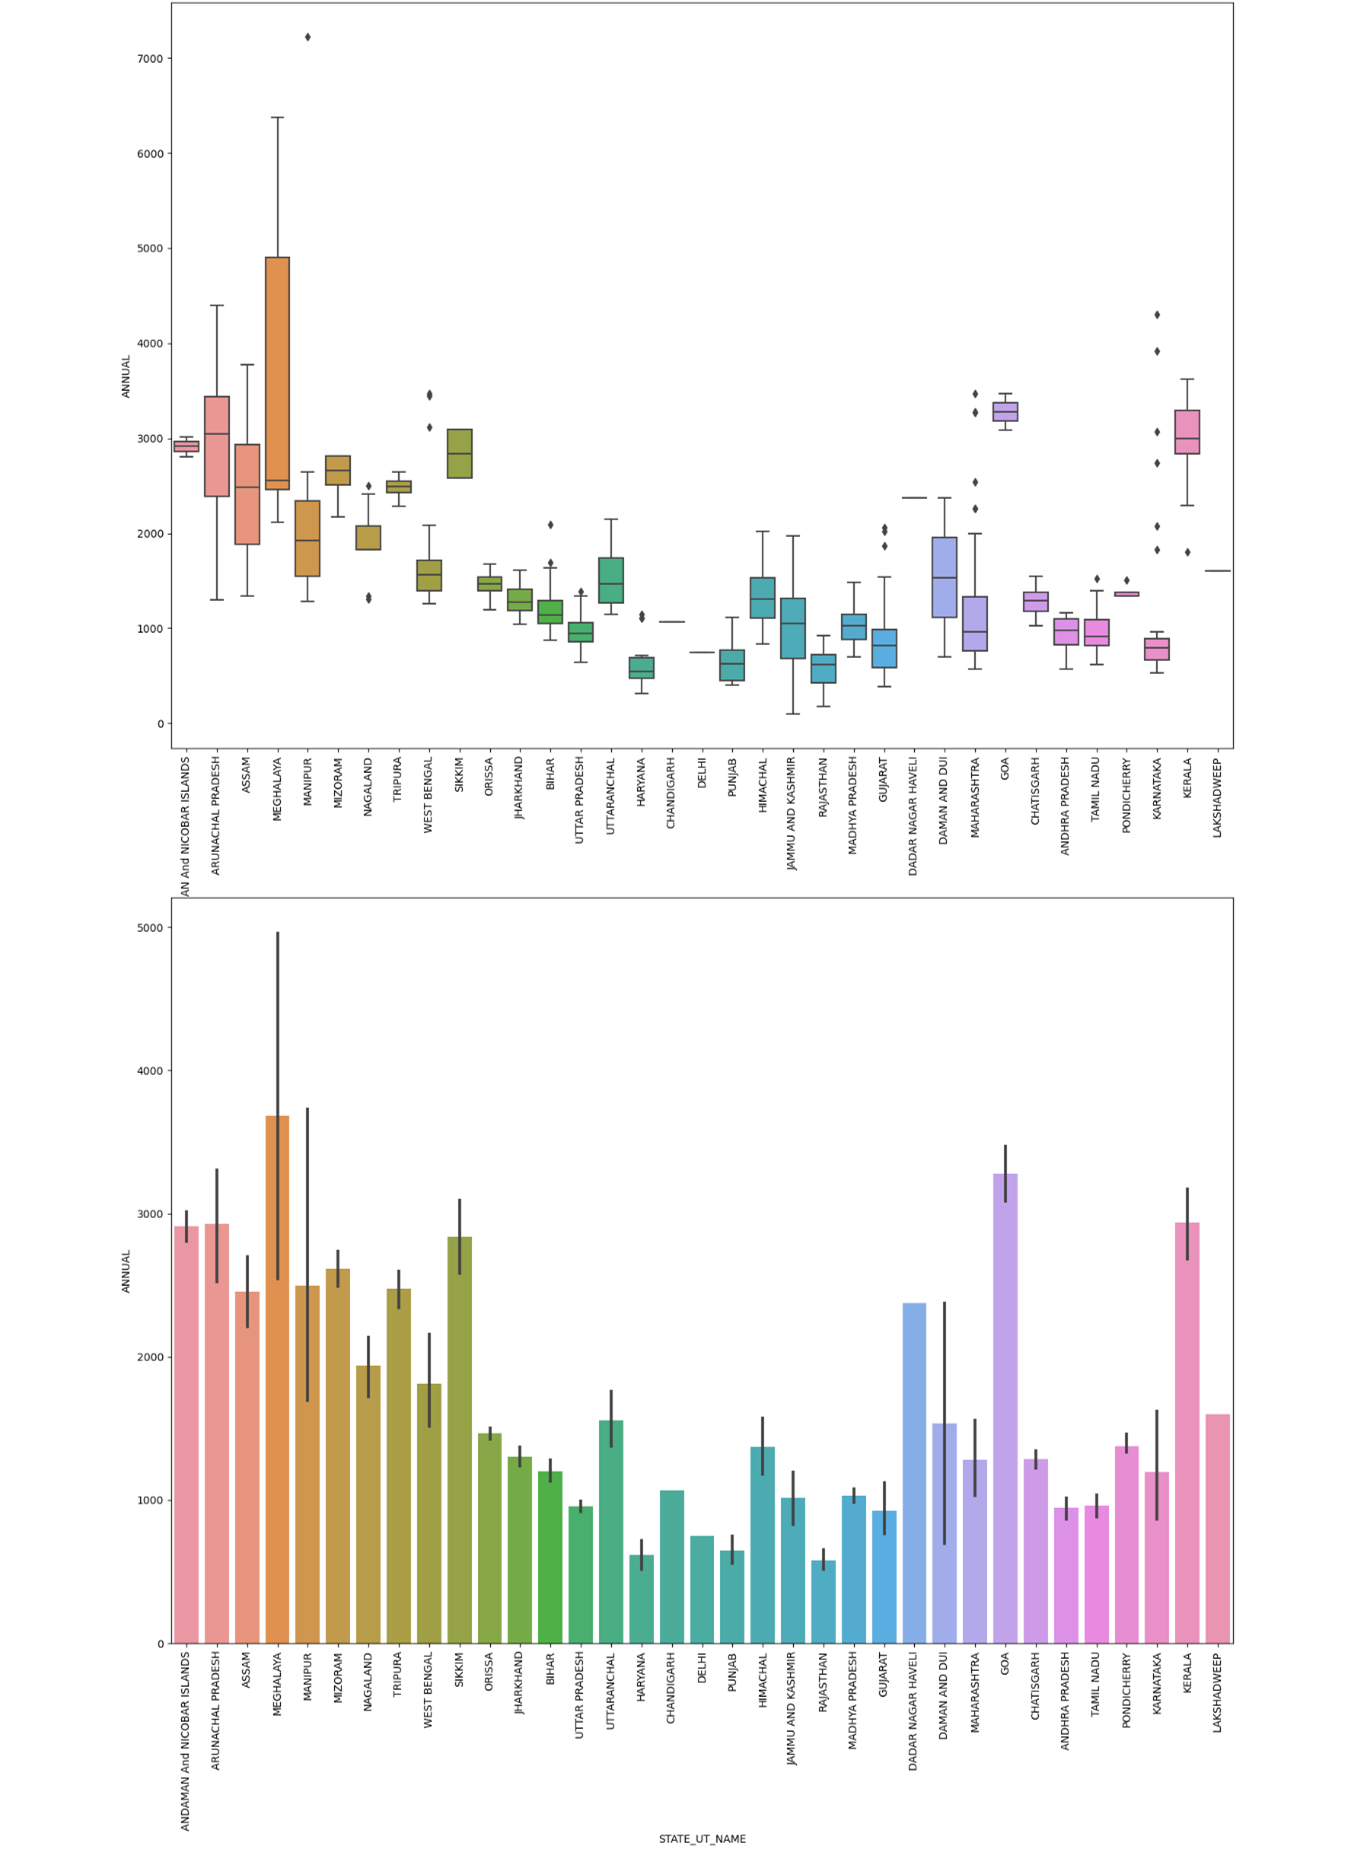 7000
6000
5000
4000
3000
2000
1000
0
ANNUAL
AN And NICOBAR ISLANDS
ARUNACHAL PRADESH
ASSAM
MEGHALAYA
MANIPUR
MIZORAM
NAGALAND
TRIPURA
WEST BENGAL
SIKKIM
ORISSA
JHARKHAND
BIHAR
UTTAR PRADESH
UTTARANCHAL
HARYANA
CHANDIGARH
DELHI
PUNJAB
HIMACHAL
JAMMU AND KASHMIR
RAJASTHAN
MADHYA PRADESH
GUJARAT
DADAR NAGAR HAVELI
DAMAN AND DUI
MAHARASHTRA
GOA
CHATISGARH
ANDHRA PRADESH
TAMIL NADU
PONDICHERRY
KARNATAKA
KERALA
LAKSHADWEEP
5000
4000
3000
2000
1000
0
ANNUAL
ANDAMAN And NICOBAR ISLANDS
ARUNACHAL PRADESH
ASSAM
MEGHALAYA
MANIPUR
MIZORAM
NAGALAND
TRIPURA
WEST BENGAL
SIKKIM
ORISSA
JHARKHAND
BIHAR
UTTAR PRADESH
UTTARANCHAL
HARYANA
CHANDIGARH
DELHI
PUNJAB
HIMACHAL
JAMMU AND KASHMIR
RAJASTHAN
MADHYA PRADESH
GUJARAT
DADAR NAGAR HAVELI
DAMAN AND DUI
MAHARASHTRA
GOA
CHATISGARH
ANDHRA PRADESH
TAMIL NADU
PONDICHERRY
KARNATAKA
KERALA
LAKSHADWEEP
STATE_UT_NAME